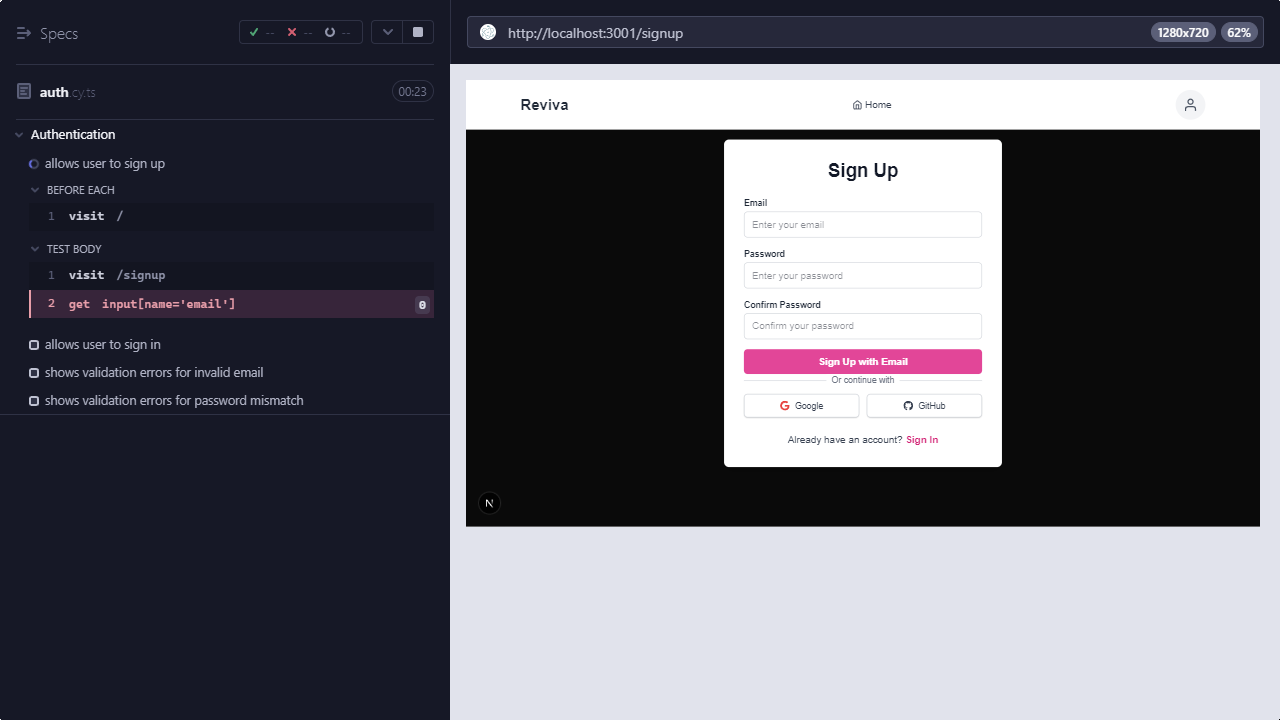 Specs
-- -- --
auth.cy.ts
00:23
Authentication
allows user to sign up
BEFORE EACH
1 visit /
TEST BODY
1 visit /signup
2 get input[name='email'] 0
allows user to sign in
shows validation errors for invalid email
shows validation errors for password mismatch
http://localhost:3001/signup
1280x720
62%
Reviva
Home
Sign Up
Email
Enter your email
Password
Enter your password
Confirm Password
Confirm your password
Sign Up with Email
Or continue with
Google
GitHub
Already have an account? Sign In
N